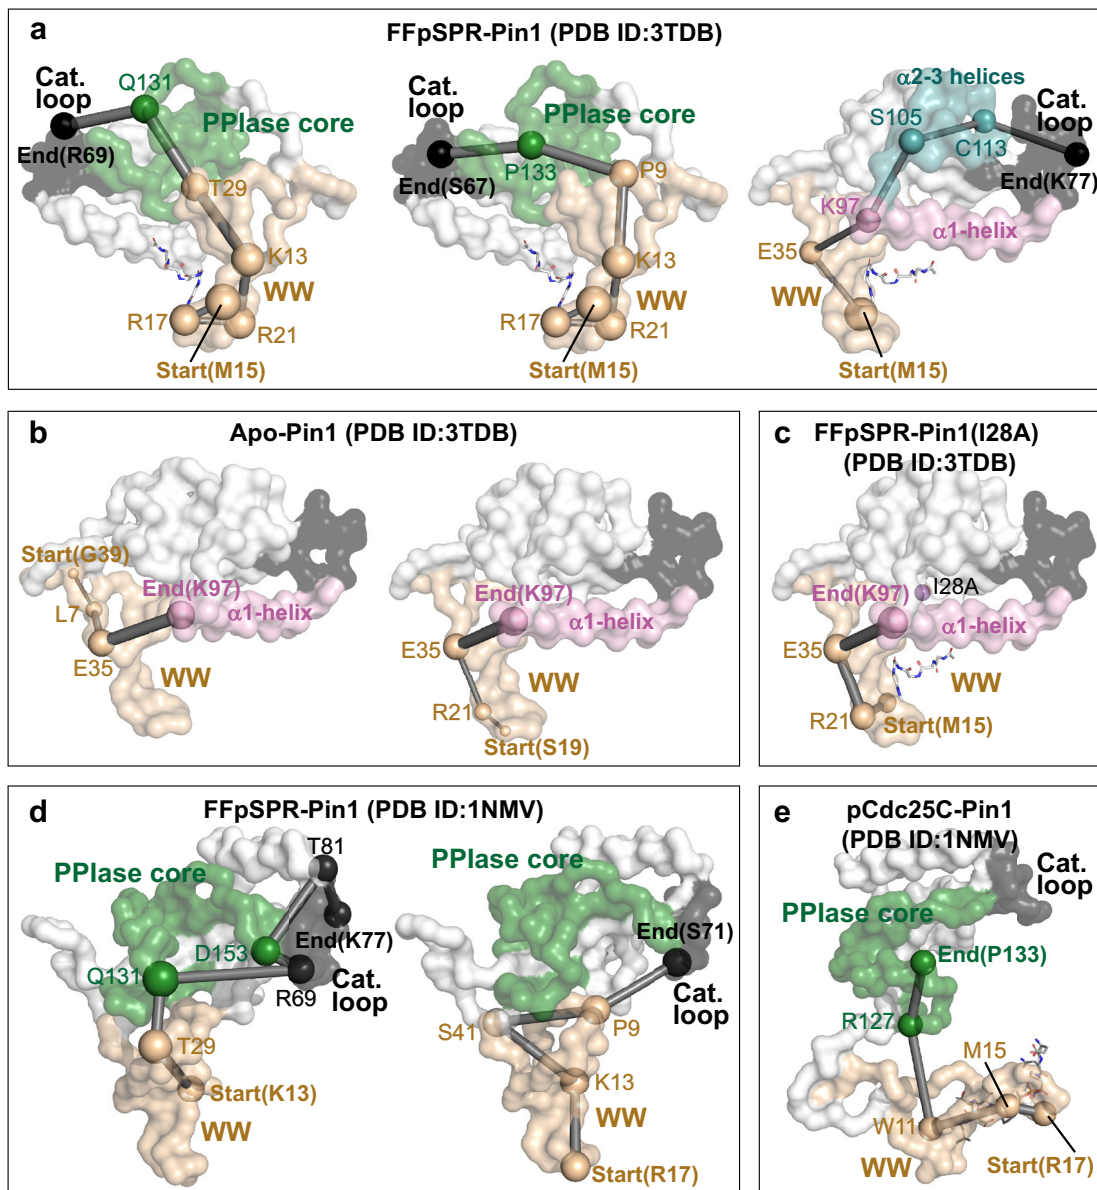 a
FFpSPR-Pin1 (PDB ID:3TDB)
Cat.
loop
Q131
PPIase core
End(R69)
T29
K13
WW
R17
R21
Start(M15)
Cat.
loop
PPIase core
End(S67)
P133
P9
K13
WW
R17
R21
Start(M15)
α2-3 helices
Cat.
loop
S105
C113
End(K77)
K97
α1-helix
E35
WW
Start(M15)
b
Apo-Pin1 (PDB ID:3TDB)
Start(G39)
End(K97)
L7
α1-helix
E35
WW
End(K97)
α1-helix
E35
WW
R21
Start(S19)
c
FFpSPR-Pin1(I28A)
(PDB ID:3TDB)
I28A
End(K97)
α1-helix
E35
WW
R21
Start(M15)
d
FFpSPR-Pin1 (PDB ID:1NMV)
T81
PPIase core
End(K77)
D153
Q131
R69
Cat.
loop
T29
Start(K13)
WW
PPIase core
End(S71)
Cat.
loop
S41
P9
K13
WW
Start(R17)
e
pCdc25C-Pin1
(PDB ID:1NMV)
Cat.
loop
PPIase core
End(P133)
R127
M15
W11
WW
Start(R17)